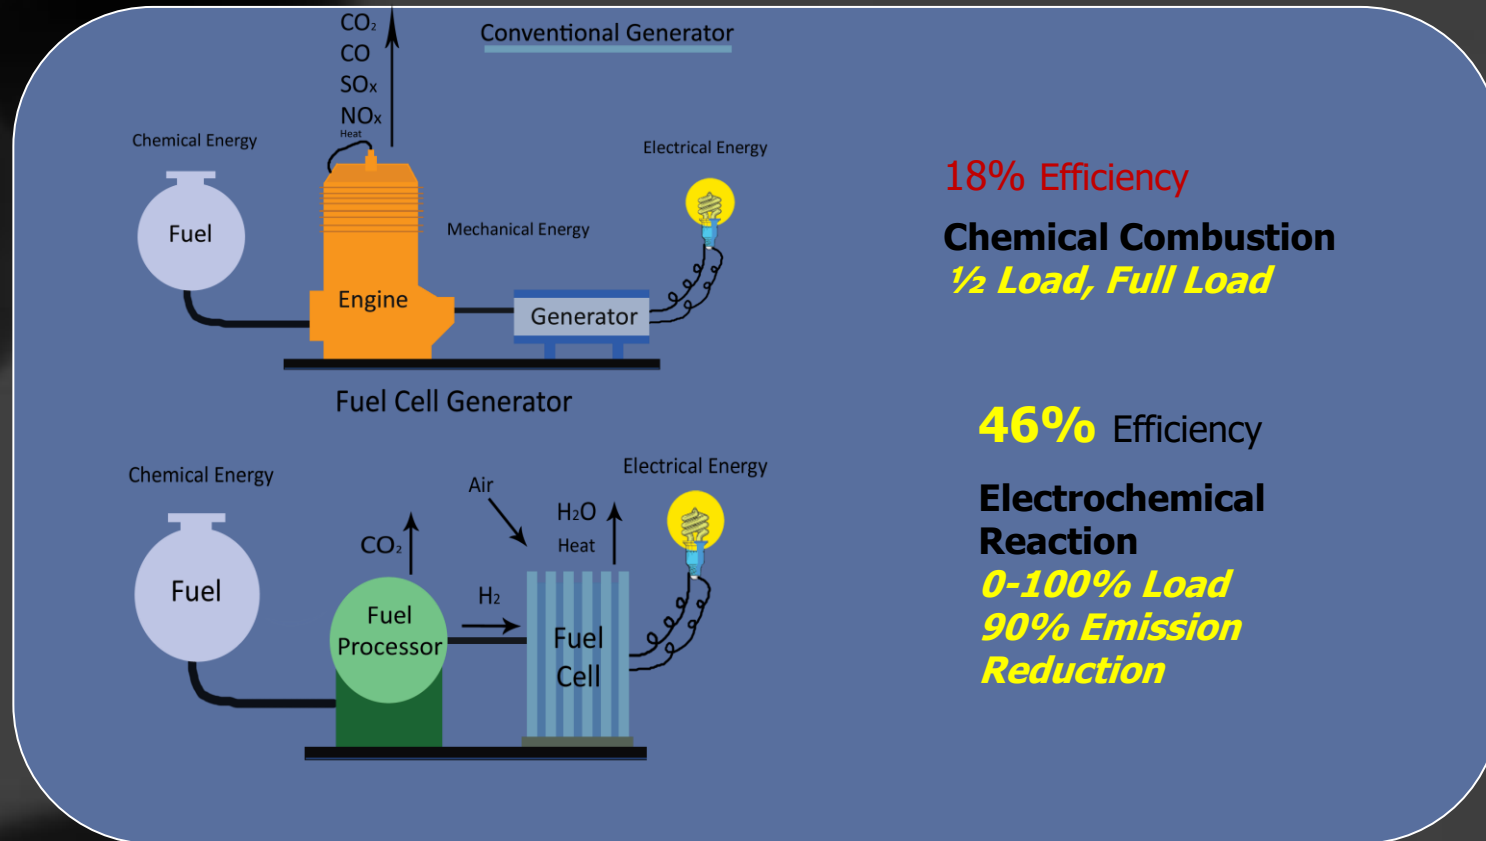 CO₂
CO
SOx
NOx
Heat
Conventional Generator
Chemical Energy
Electrical Energy
Fuel
Mechanical Energy
Engine
Generator
18% Efficiency
Chemical Combustion
½ Load, Full Load
Fuel Cell Generator
Chemical Energy
Electrical Energy
Air
H₂O
Heat
CO₂
H₂
Fuel
Fuel
Processor
Fuel
Cell
46% Efficiency
Electrochemical
Reaction
0-100% Load
90% Emission
Reduction